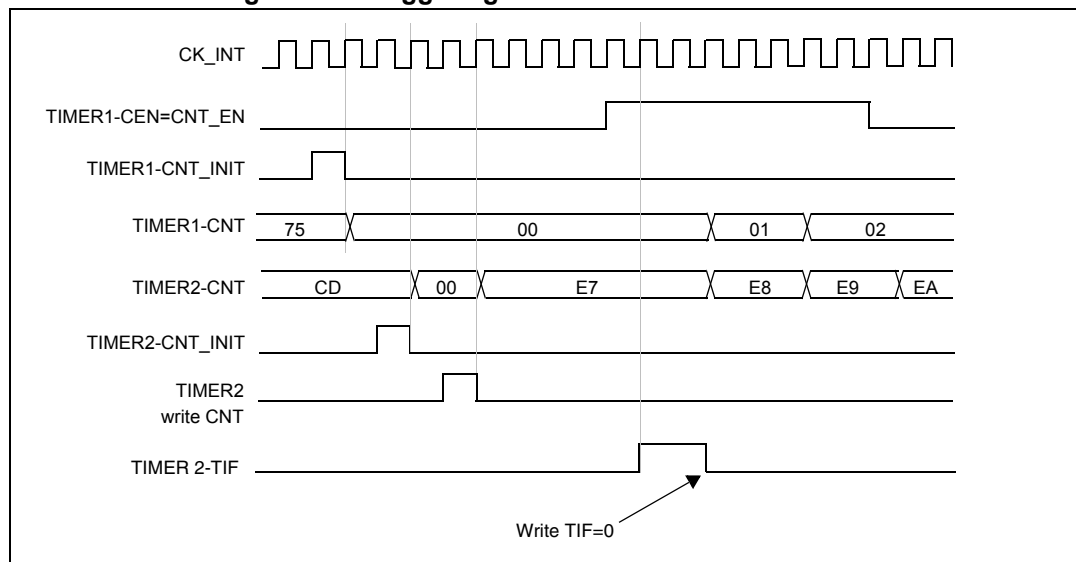 CK_INT
TIMER1-CEN=CNT_EN
TIMER1-CNT_INIT
TIMER1-CNT 75 00 01 02
TIMER2-CNT CD 00 E7 E8 E9 EA
TIMER2-CNT_INIT
TIMER2
write CNT
TIMER 2-TIF
Write TIF=0